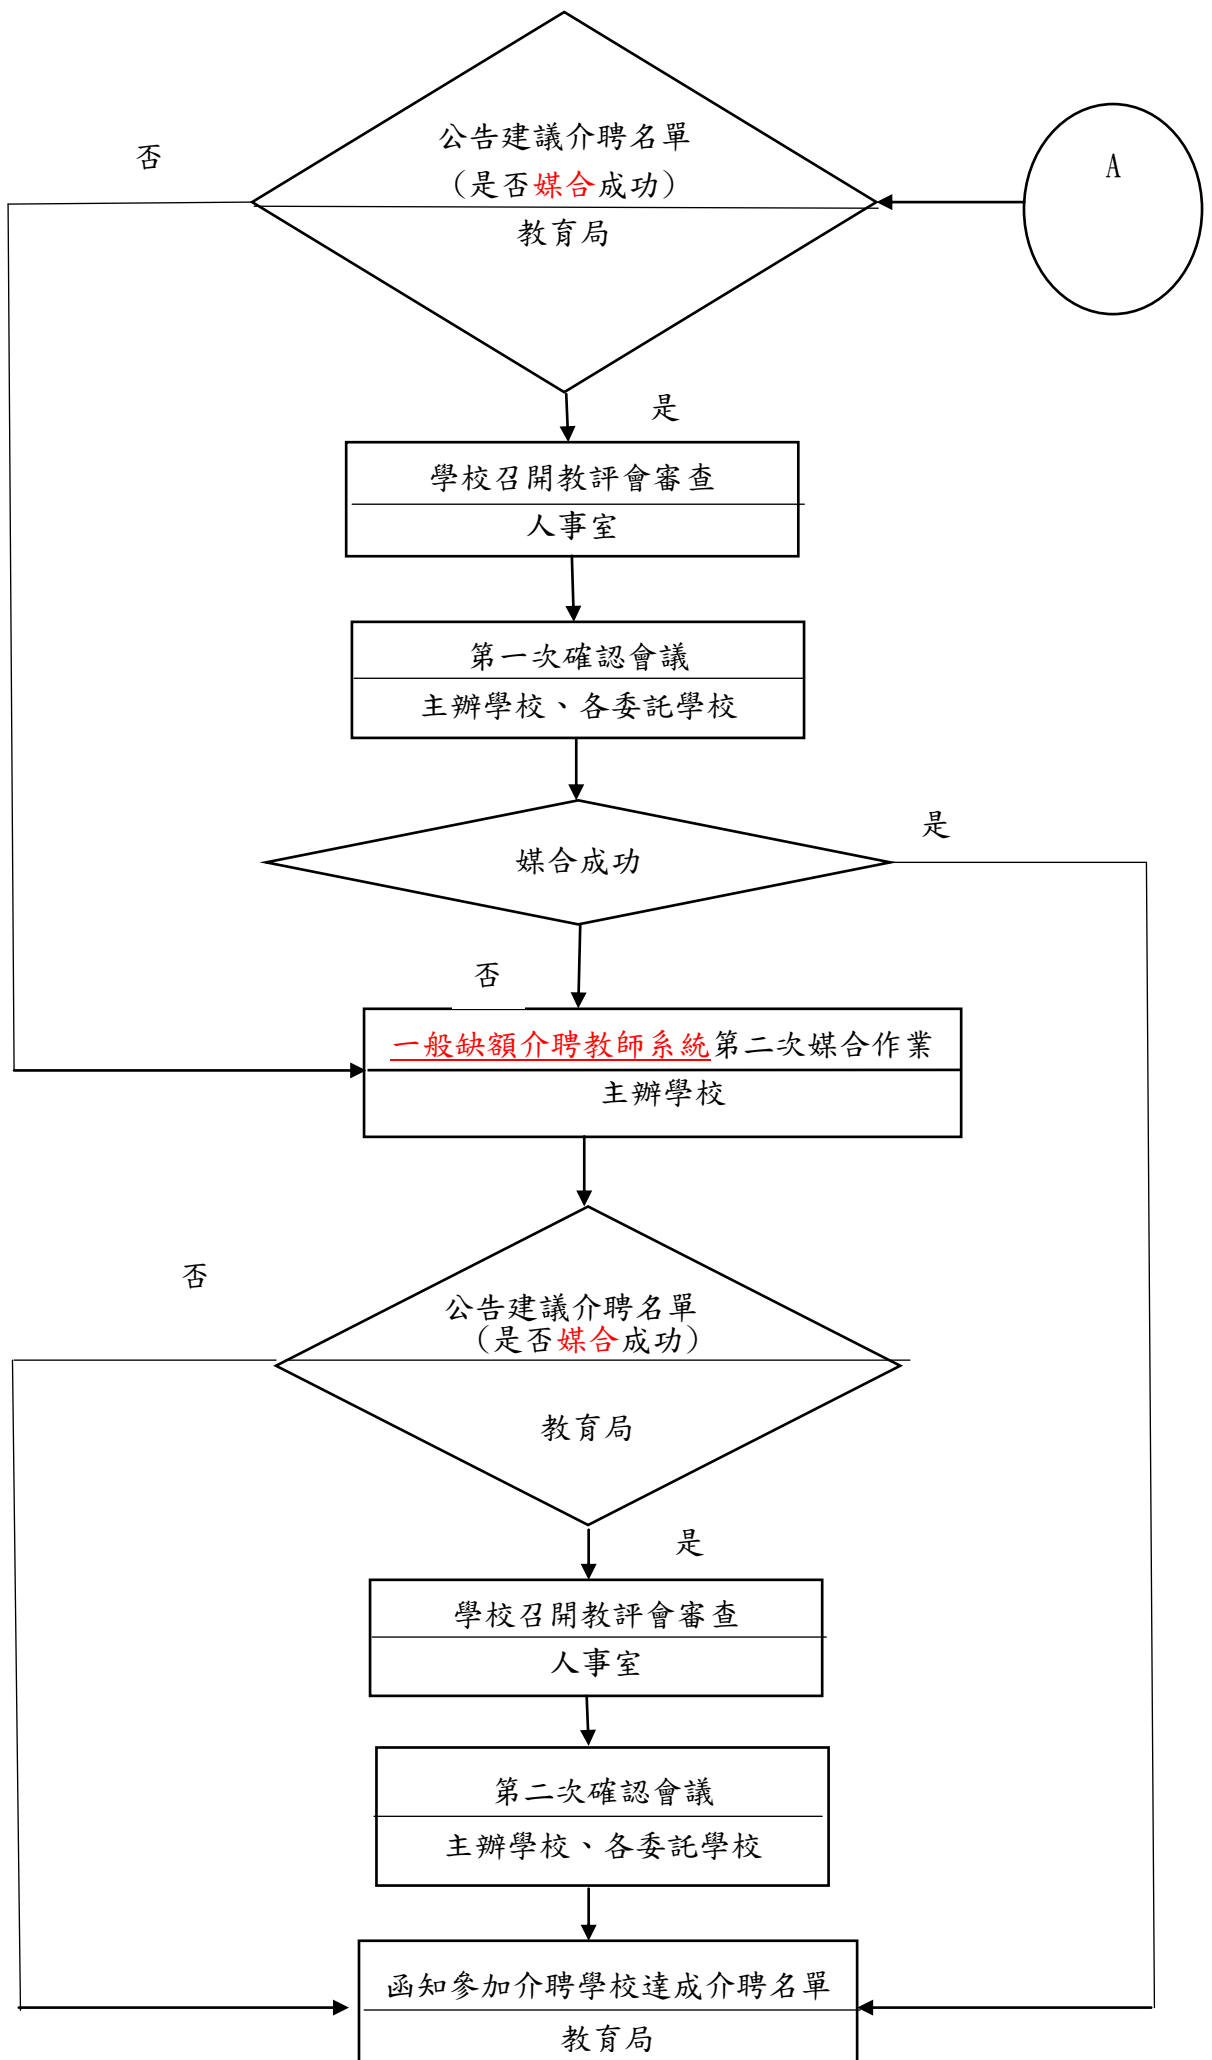 公告建議介聘名單
（是否媒合成功）
教育局
否
A
是
學校召開教評會審查
人事室
第一次確認會議
主辦學校、各委託學校
媒合成功
是
否
一般缺額介聘教師系統第二次媒合作業
主辦學校
否
公告建議介聘名單
（是否媒合成功）
教育局
是
學校召開教評會審查
人事室
第二次確認會議
主辦學校、各委託學校
函知參加介聘學校達成介聘名單
教育局